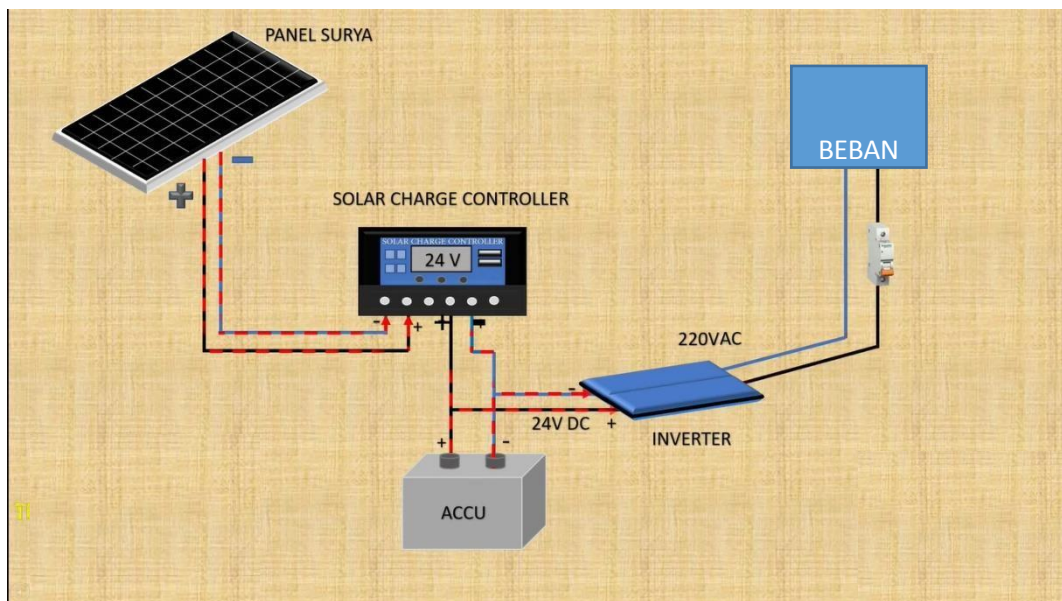 PANEL SURYA
BEBAN
SOLAR CHARGE CONTROLLER
SOLAR CHARGE CONTROLLER
24 V
- + + -
220VAC
-
24V DC +
INVERTER
+ -
ACCU